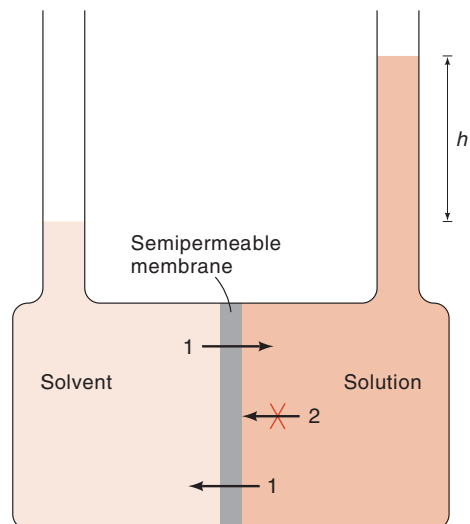 h
Semipermeable
membrane
1
Solvent
Solution
2
1